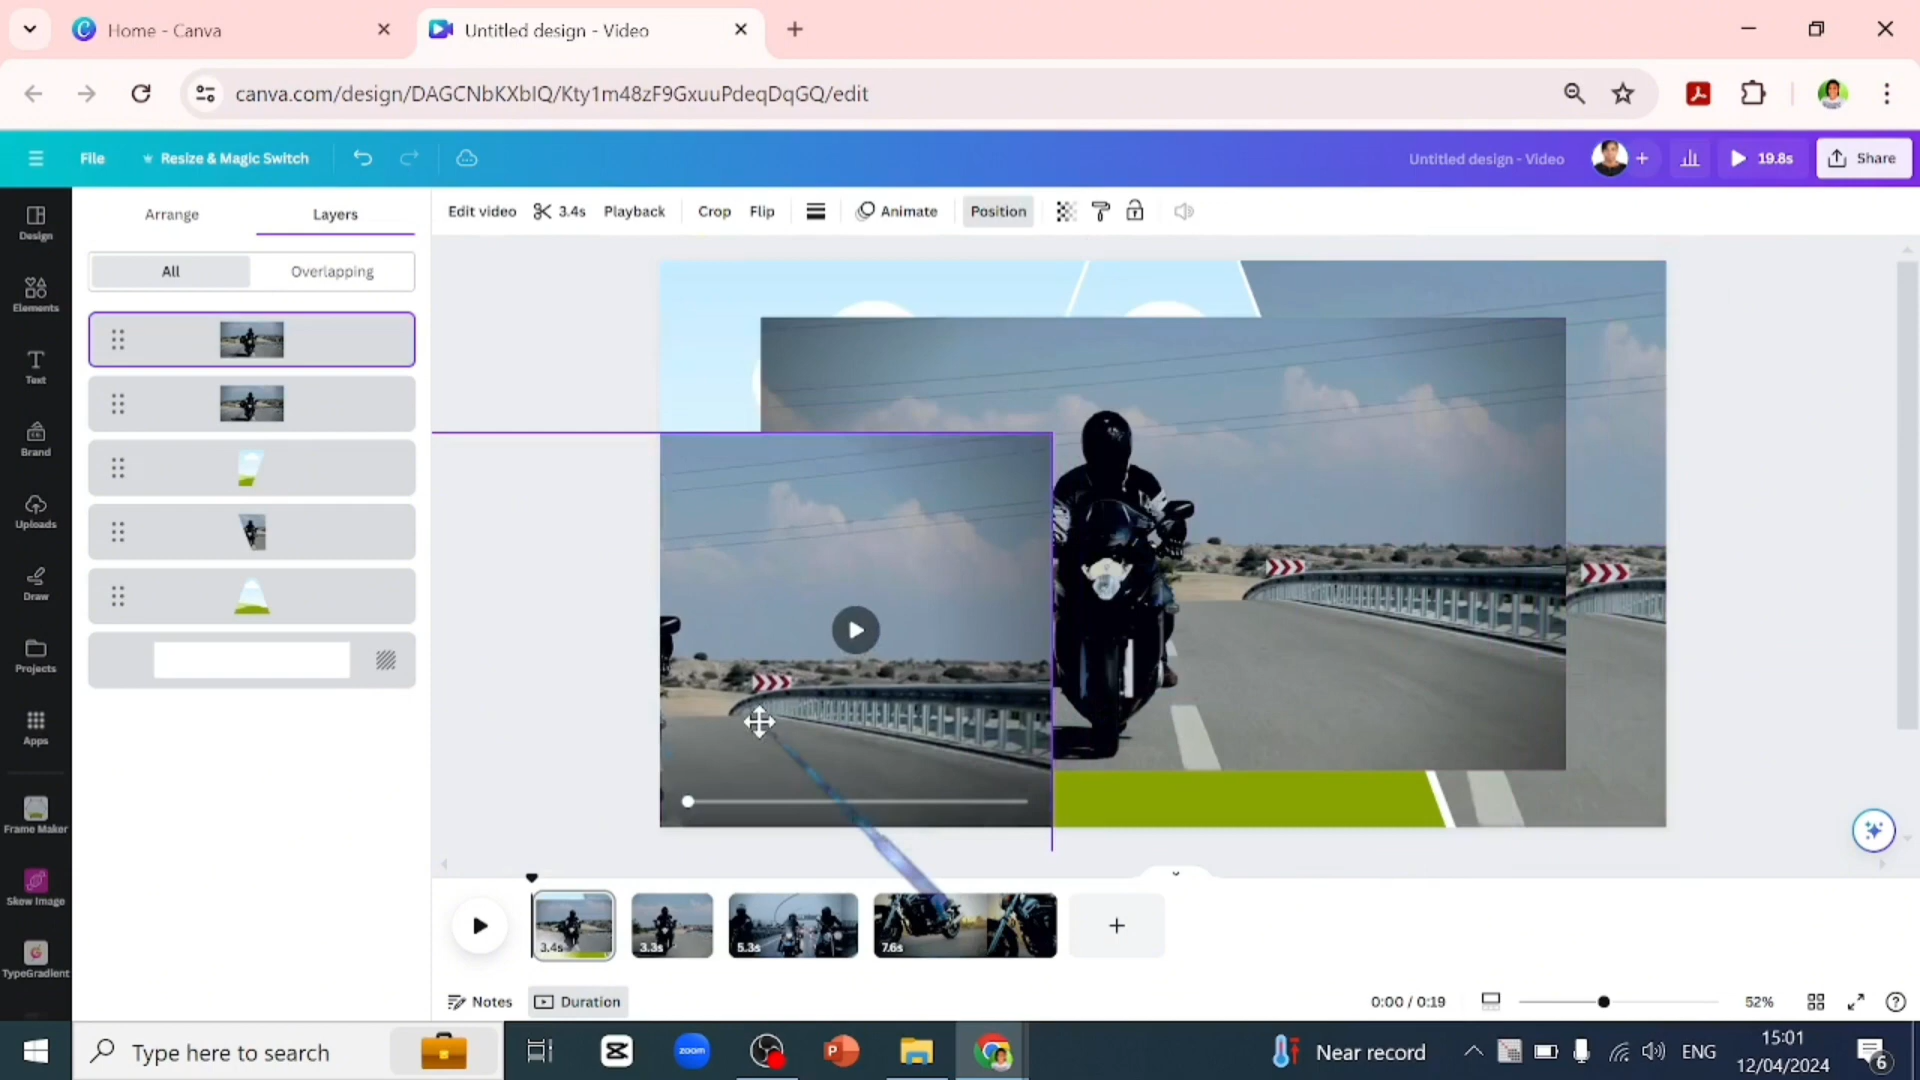 Home - Canva
Untitled design - Video
canva.com/design/DAGCNbKXbIQ/Kty1m48zF9GxuuPdeqDqGQ/edit
File
Resize & Magic Switch
Untitled design - Video
19.8s
Share
Design
Elements
Text
Brand
Uploads
Draw
Projects
Apps
Frame Maker
Skew Image
TypeGradient
Arrange
Layers
All
Overlapping
Edit video
3.4s
Playback
Crop
Flip
Animate
Position
3.4s
3.3s
5.3s
7.6s
Notes
Duration
0:00 / 0:19
52%
Type here to search
zoom
Near record
ENG
15:01
12/04/2024
6